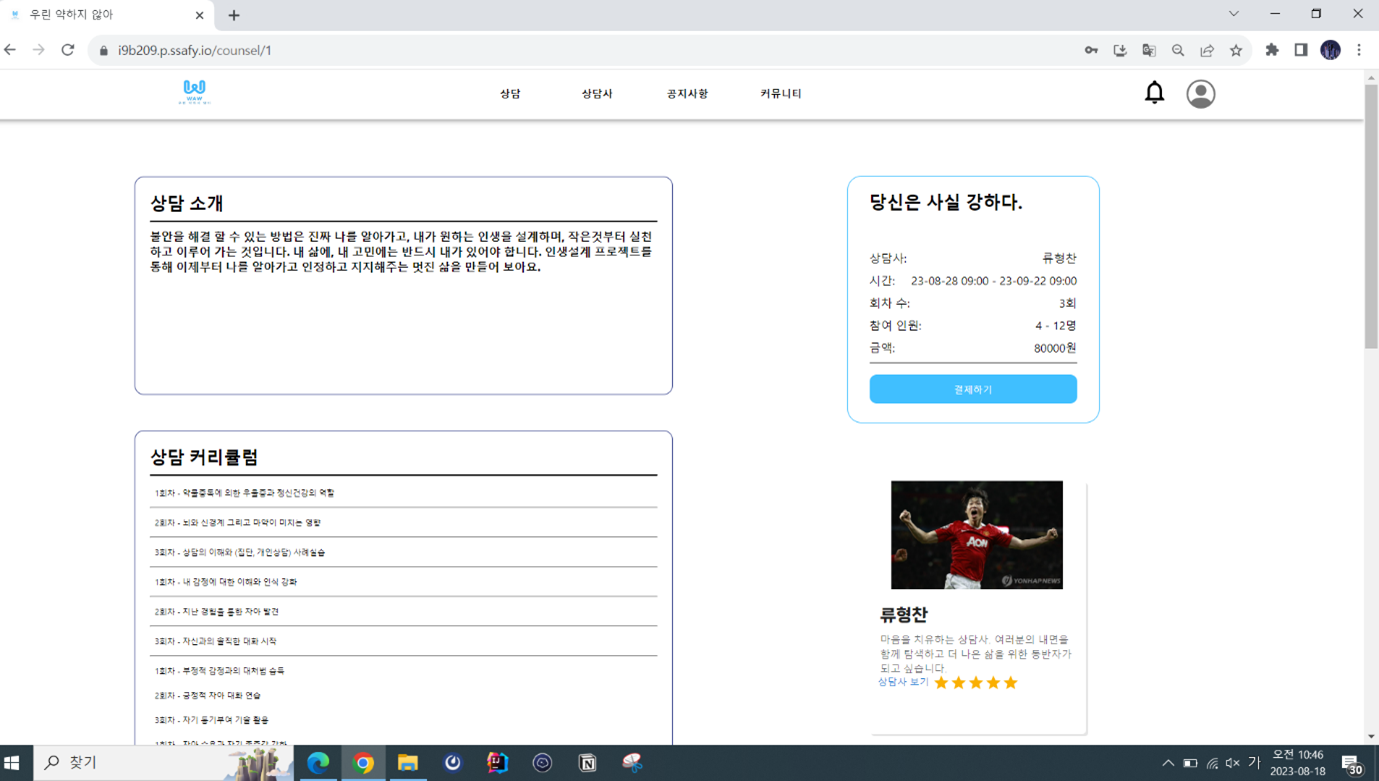 우린 약하지 않아
i9b209.p.ssafy.io/counsel/1
WAW
상담 상담사 공지사항 커뮤니티
상담 소개
불안을 해결 할 수 있는 방법은 진짜 나를 알아가고, 내가 원하는 인생을 설계하며, 작은것부터 실천
하고 이루어 가는 것입니다. 내 삶에, 내 고민에는 반드시 내가 있어야 합니다. 인생설계 프로젝트를
통해 이제부터 나를 알아가고 인정하고 지지해주는 멋진 삶을 만들어 보아요.
당신은 사실 강하다.
상담사: 류형찬
시간: 23-08-28 09:00 - 23-09-22 09:00
회차 수: 3회
참여 인원: 4 - 12명
금액: 80000원
결제하기
상담 커리큘럼
1회차 - 약물중독에 의한 우울증과 정신건강의 역할
2회차 - 뇌와 신경계 그리고 마약이 미치는 영향
3회차 - 상담의 이해와 (집단, 개인상담) 사례실습
1회차 - 내 감정에 대한 이해와 인식 강화
2회차 - 지난 경험을 통한 자아 발견
3회차 - 자신과의 솔직한 대화 시작
1회차 - 부정적 감정과의 대처법 습득
2회차 - 긍정적 자아 대화 연습
3회차 - 자기 동기부여 기술 활용
AON
YONHAP NEWS
류형찬
마음을 치유하는 상담사. 여러분의 내면을
함께 탐색하고 더 나은 삶을 위한 동반자가
되고 싶습니다.
상담사 보기
찾기
가
오전 10:46
2023-08-18
30